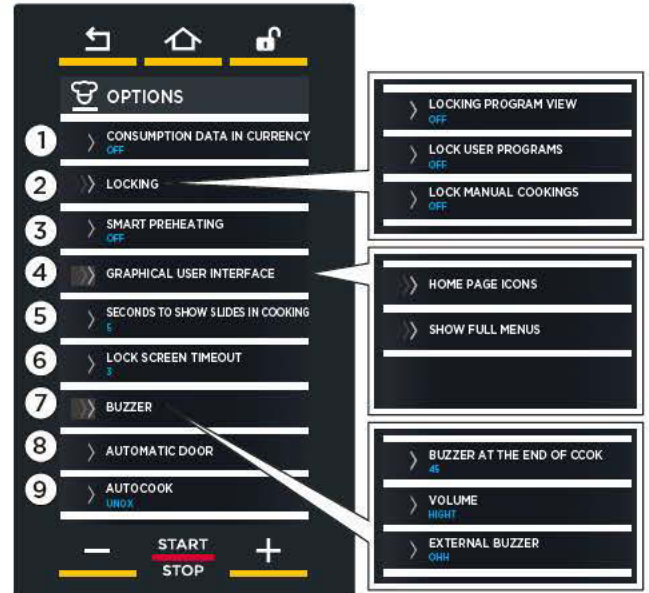 OPTIONS
1
CONSUMPTION DATA IN CURRENCY
OFF
2
LOCKING
3
SMART PREHEATING
OFF
4
GRAPHICAL USER INTERFACE
5
SECONDS TO SHOW SLIDES IN COOKING
5
6
LOCK SCREEN TIMEOUT
3
7
BUZZER
8
AUTOMATIC DOOR
9
AUTOCOOK
UNOX
START
STOP
LOCKING PROGRAM VIEW
OFF
LOCK USER PROGRAMS
OFF
LOCK MANUAL COOKINGS
OFF
HOME PAGE ICONS
SHOW FULL MENUS
BUZZER AT THE END OF CCOK
45
VOLUME
HIGHT
EXTERNAL BUZZER
OHH